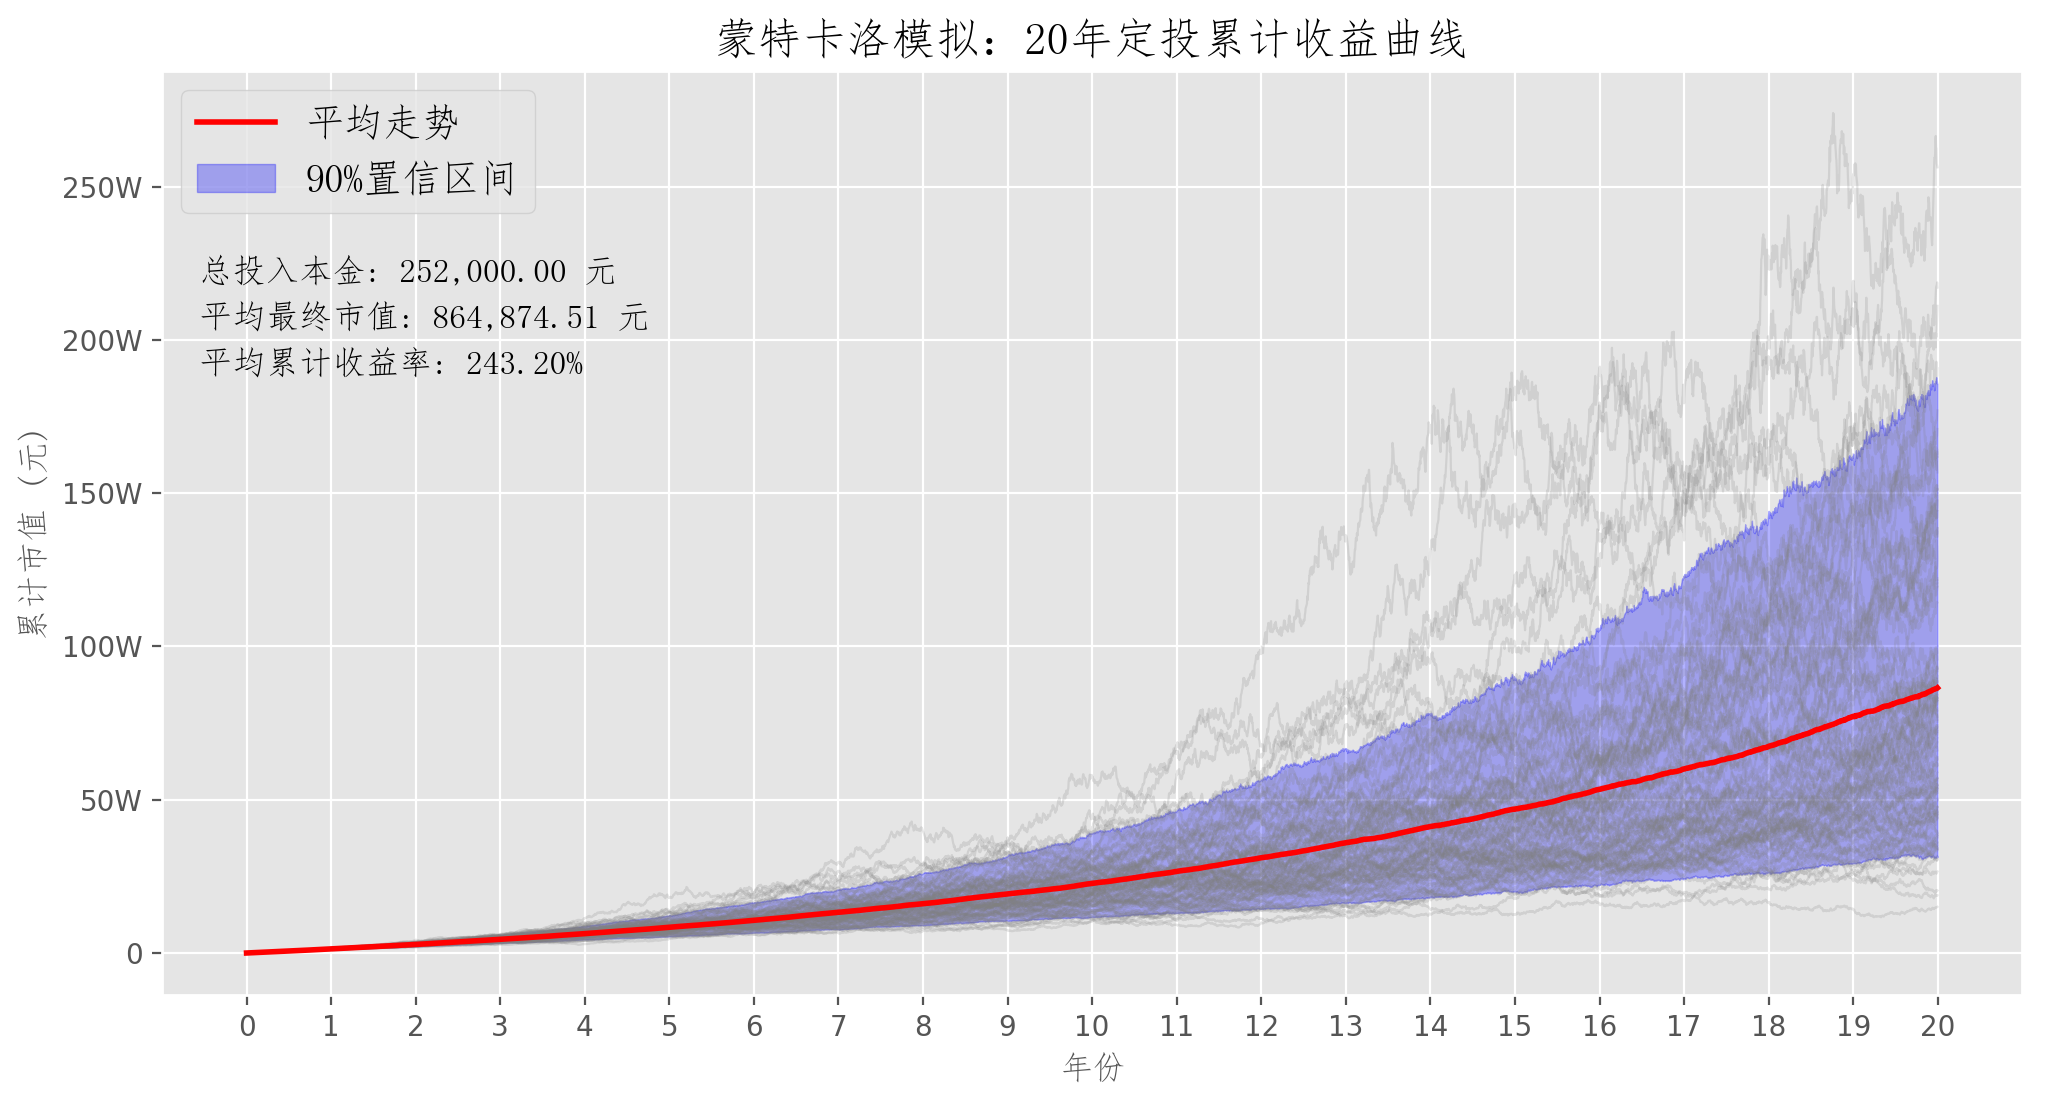 蒙特卡洛模拟：20年定投累计收益曲线
平均走势
90%置信区间
总投入本金：252,000.00 元
平均最终市值：864,874.51 元
平均累计收益率：243.20%
累计市值 (元)
250W
200W
150W
100W
50W
0
0 1 2 3 4 5 6 7 8 9 10 11 12 13 14 15 16 17 18 19 20
年份